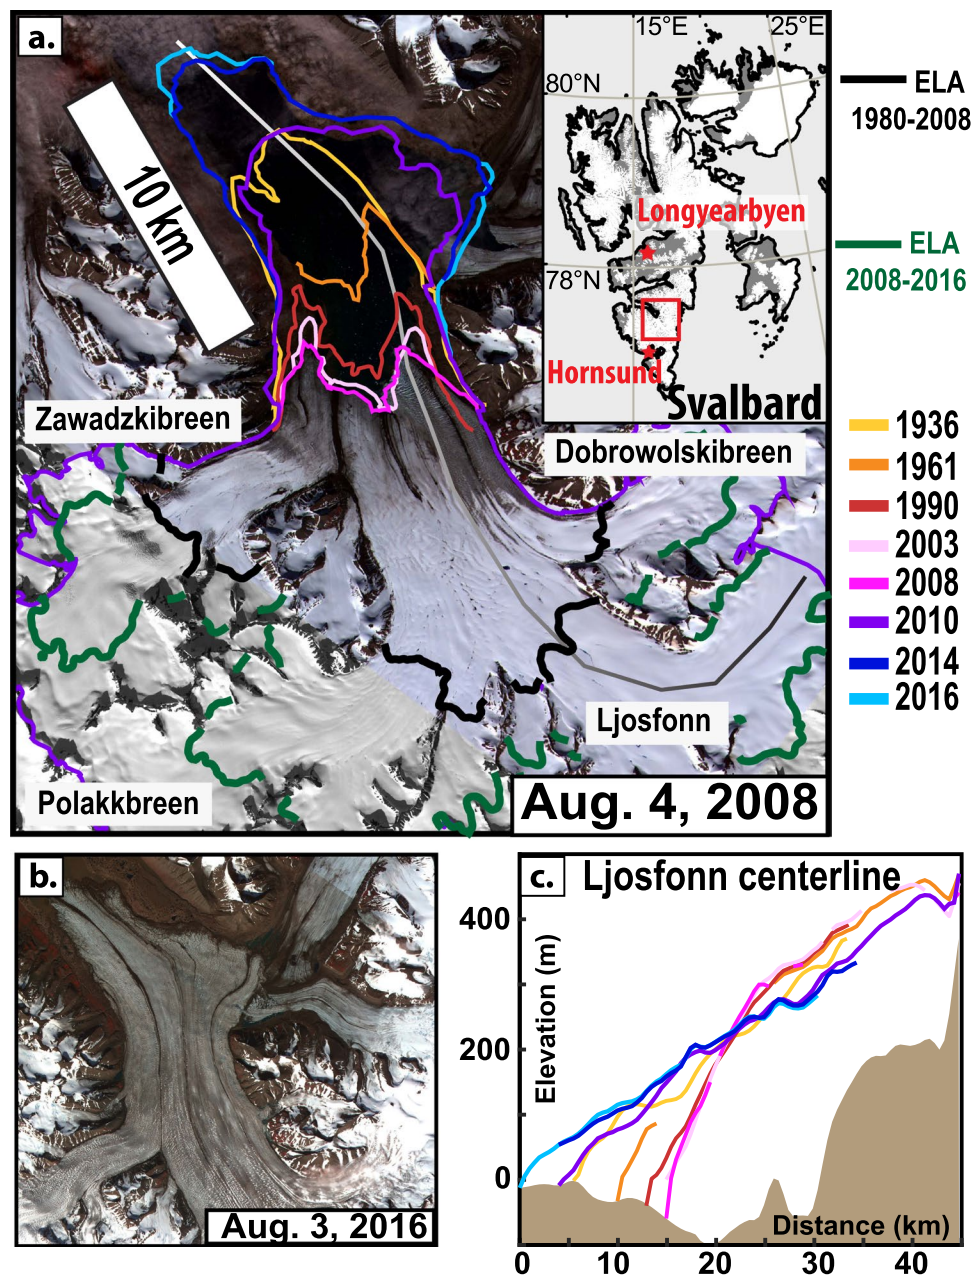 a.
10 km
15°E
25°E
80°N
Longyearbyen
78°N
Hornsund
Svalbard
ELA
1980-2008
ELA
2008-2016
Zawadzkibreen
Dobrowolskibreen
1936
1961
1990
2003
2008
2010
2014
2016
Ljosfonn
Polakkbreen
Aug. 4, 2008
b.
Aug. 3, 2016
c.
Ljosfonn centerline
400
200
0
Elevation (m)
Distance (km)
0
10
20
30
40